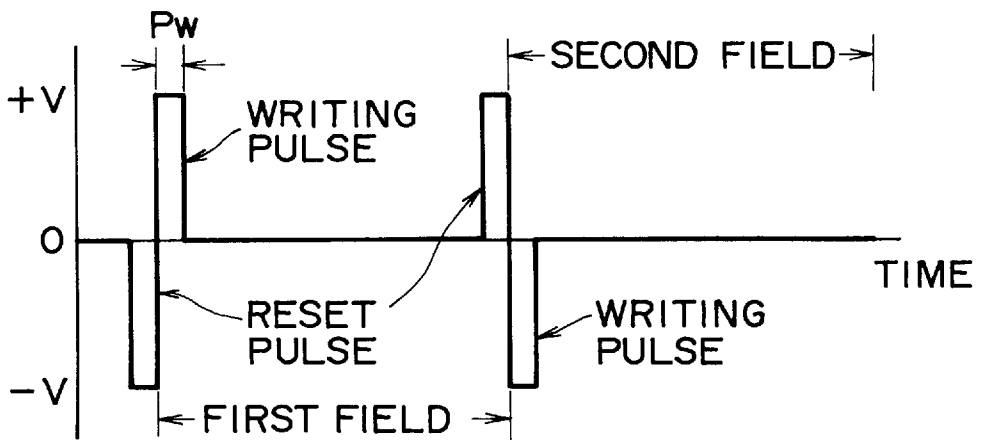 Pw
SECOND FIELD
+V
WRITING
PULSE
0
TIME
RESET
PULSE
WRITING
PULSE
-V
FIRST FIELD